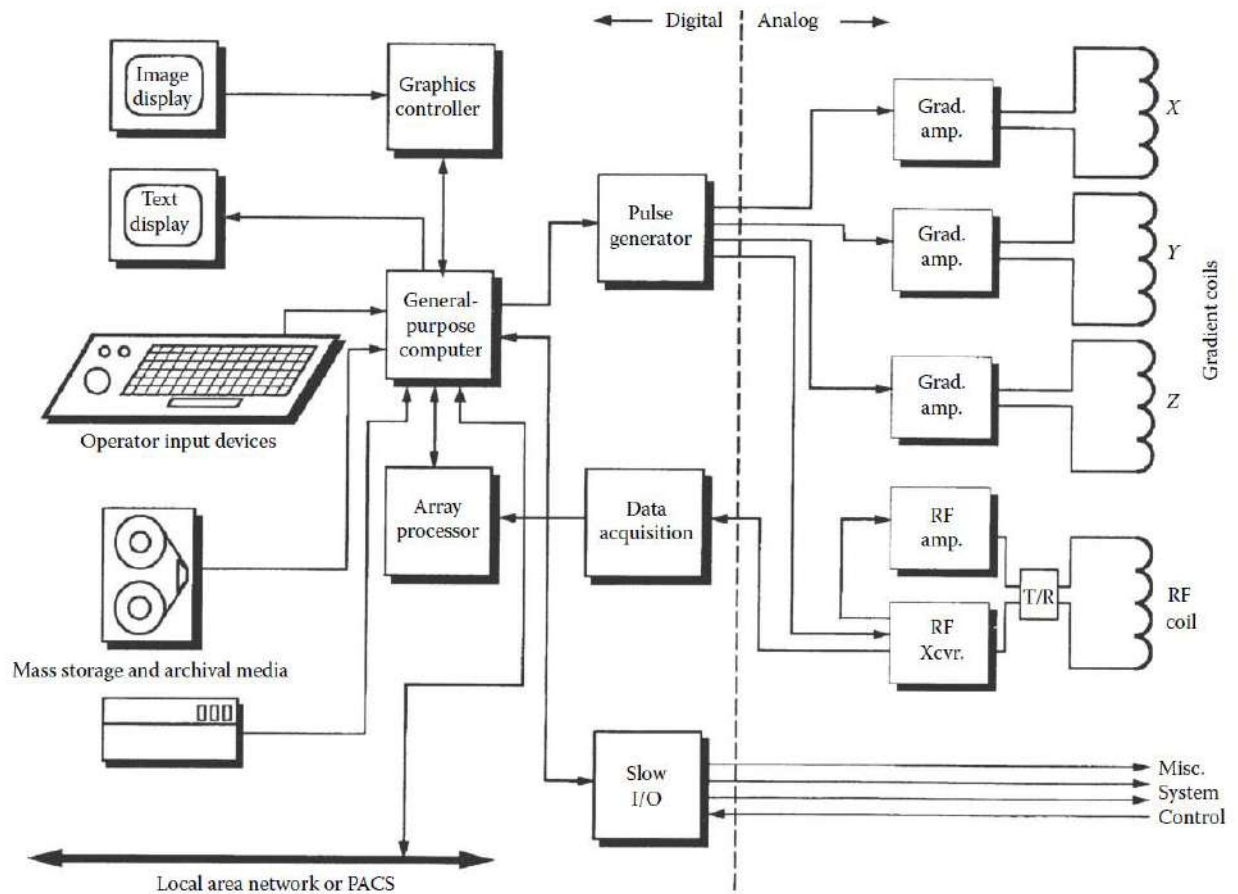 Digital
Analog
Image
display
Graphics
controller
Grad.
amp.
X
Text
display
Pulse
generator
Grad.
amp.
Y
Gradient coils
General-
purpose
computer
Grad.
amp.
Z
Operator input devices
Array
processor
Data
acquisition
RF
amp.
T/R
RF
coil
RF
Xcvr.
Mass storage and archival media
Slow
I/O
Misc.
System
Control
Local area network or PACS